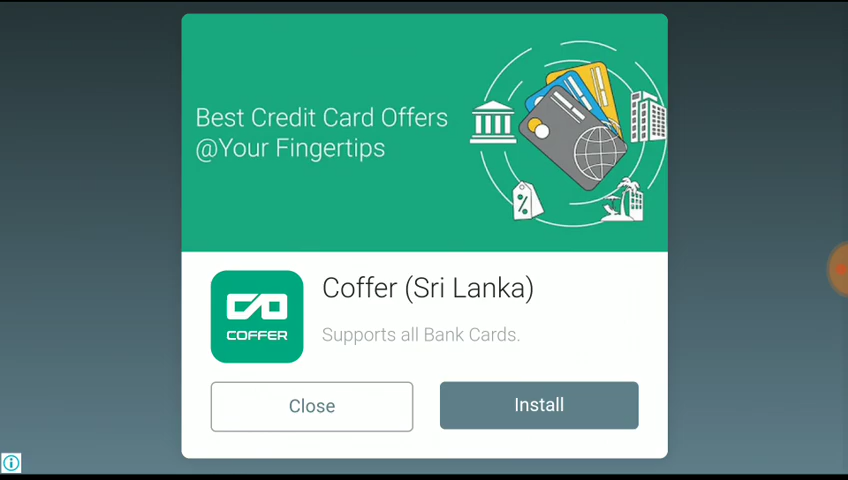 Best Credit Card Offers
@Your Fingertips
COFFER
Coffer (Sri Lanka)
Supports all Bank Cards.
Close
Install